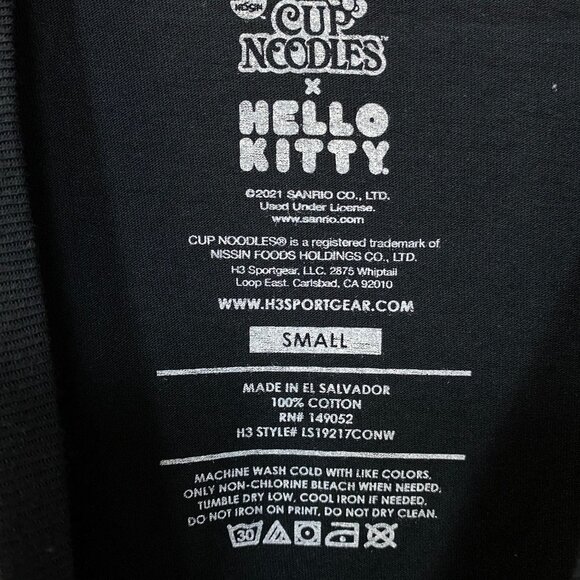 NISSIN
CUP
NOODLES™
x
HELLO
KITTY.
©2021 SANRIO CO., LTD.
Used Under License.
www.sanrio.com
CUP NOODLES® is a registered trademark of
NISSIN FOODS HOLDINGS CO., LTD.
H3 Sportgear, LLC. 2875 Whiptail
Loop East. Carlsbad, CA 92010
WWW.H3SPORTGEAR.COM
SMALL
MADE IN EL SALVADOR
100% COTTON
RN# 149052
H3 STYLE# LS19217CONW
MACHINE WASH COLD WITH LIKE COLORS,
ONLY NON-CHLORINE BLEACH WHEN NEEDED,
TUMBLE DRY LOW, COOL IRON IF NEEDED,
DO NOT IRON ON PRINT, DO NOT DRY CLEAN.
30